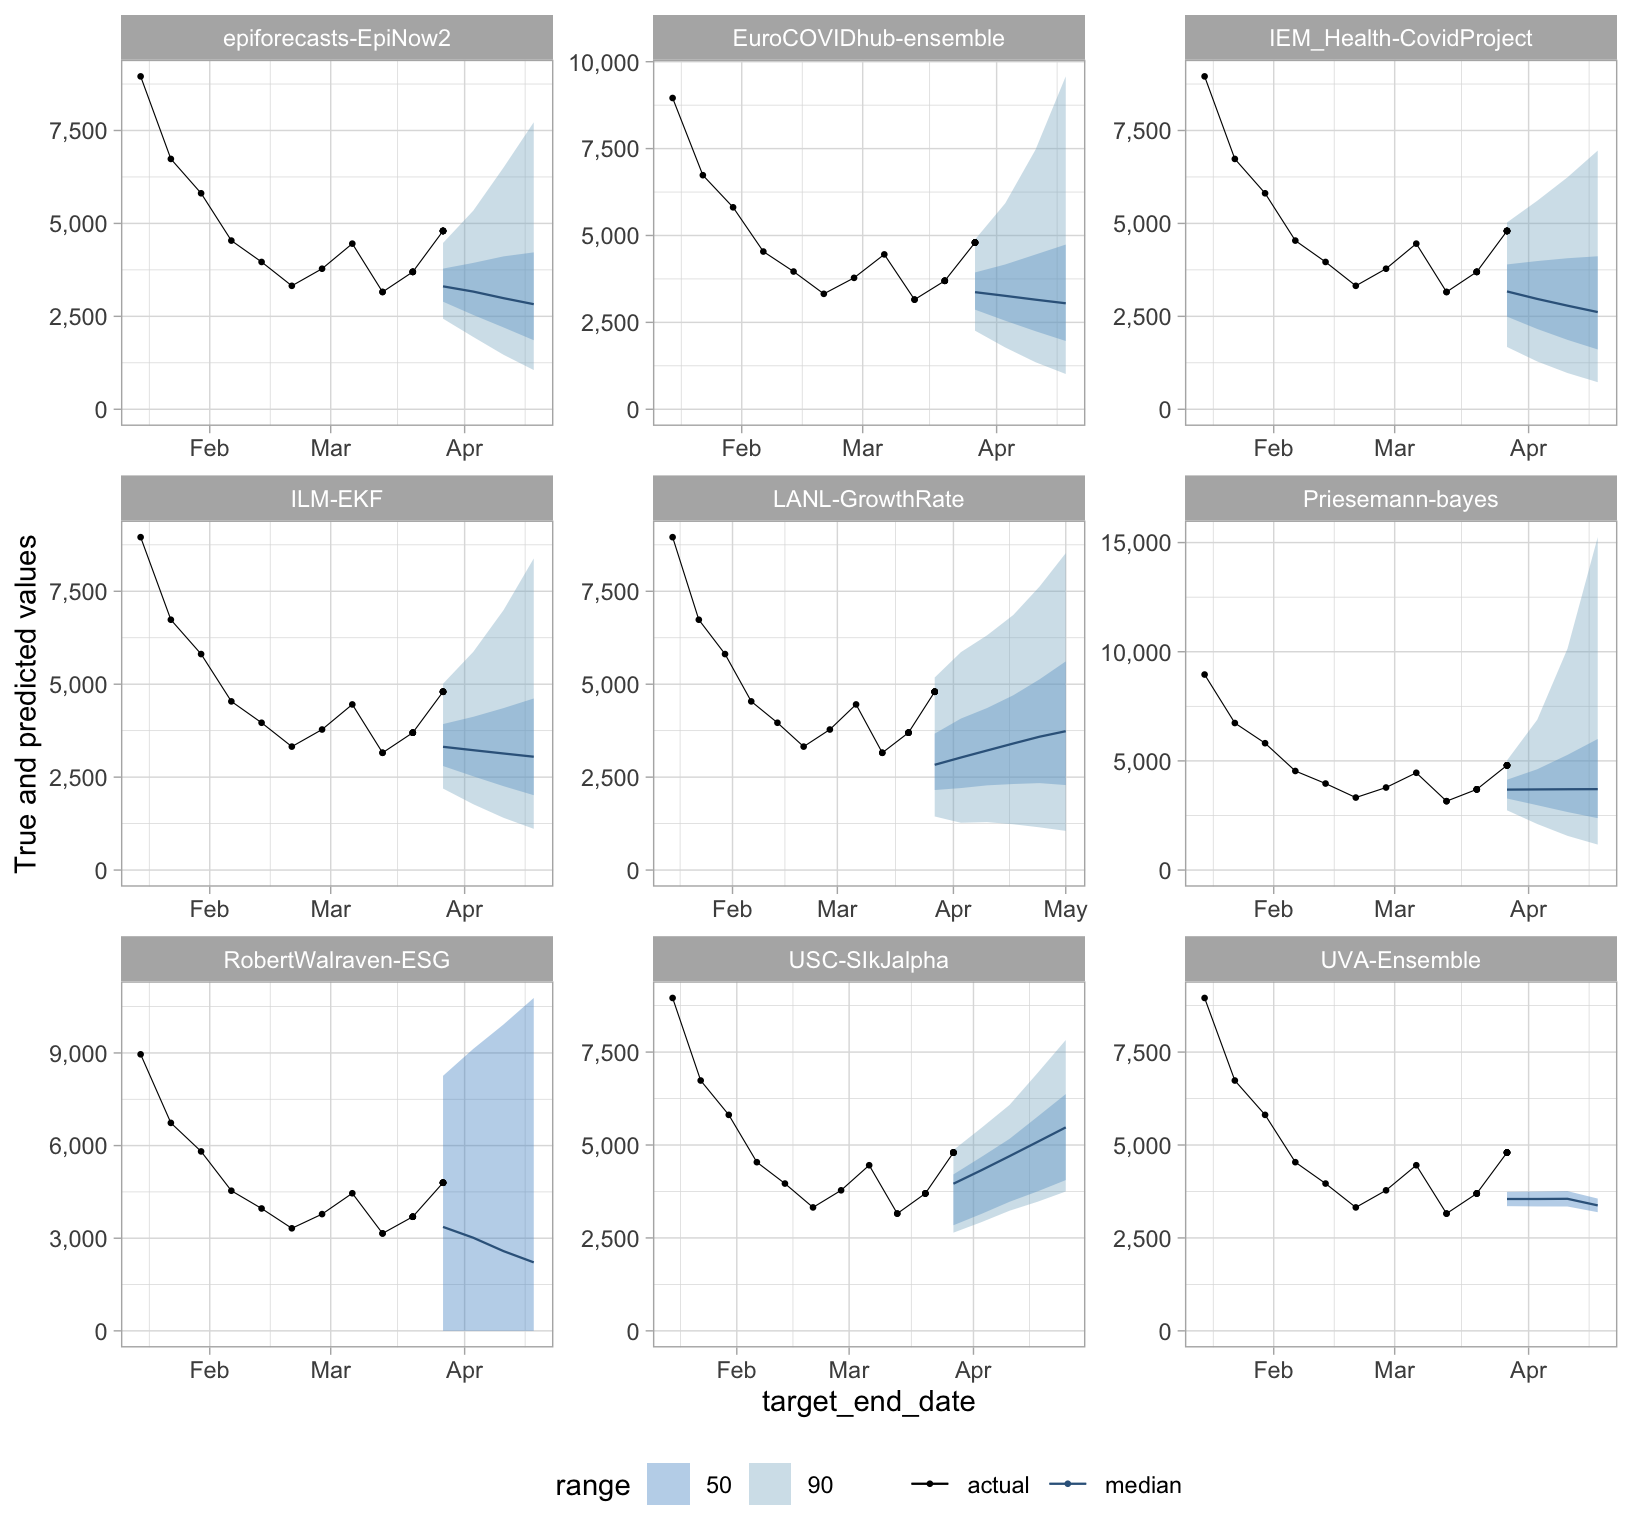 epiforecasts-EpiNow2
EuroCOVIDhub-ensemble
IEM_Health-CovidProject
7,500
5,000
2,500
0
10,000
7,500
5,000
2,500
0
7,500
5,000
2,500
0
Feb Mar Apr
Feb Mar Apr
Feb Mar Apr
ILM-EKF
LANL-GrowthRate
Priesemann-bayes
True and predicted values
7,500
5,000
2,500
0
7,500
5,000
2,500
0
15,000
10,000
5,000
0
Feb Mar Apr
Feb Mar Apr May
Feb Mar Apr
RobertWalraven-ESG
USC-SIkJalpha
UVA-Ensemble
9,000
6,000
3,000
0
7,500
5,000
2,500
0
7,500
5,000
2,500
0
Feb Mar Apr
Feb Mar Apr
Feb Mar Apr
target_end_date
range 50 90 actual median